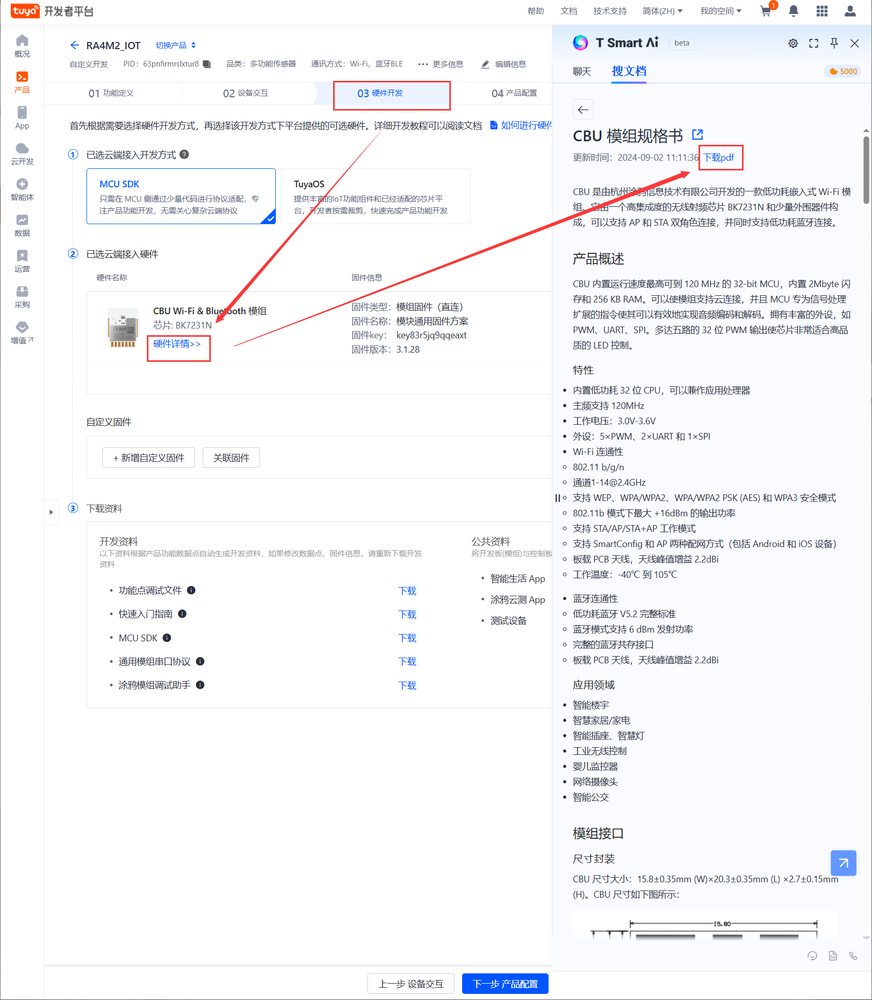 tuya 开发者平台
帮助 文档 技术支持 简体(ZH) 我的空间 1
概况
产品
App
云开发
智能体
数据
运营
采购
增值
RA4M2_IOT 切换产品
自定义开发 PID：63pnfirmrslxtur8 品类：多功能传感器 通讯方式：Wi-Fi、蓝牙BLE 更多信息 编辑信息
01 功能定义 02 设备交互 03 硬件开发 04 产品配置
首先根据需要选择硬件开发方式，再选择该开发方式下平台提供的可选硬件。详细开发教程可以阅读文档 如何进行硬件
1 已选云端接入开发方式 ?
MCU SDK
只需在 MCU 侧通过少量代码进行协议适配，专
注产品功能开发，无需关心复杂云端协议
TuyaOS
提供丰富的IoT功能组件和已经适配的芯片平
台，开发者按需裁剪，快速完成产品功能开发
2 已选云端接入硬件
硬件名称 固件信息
CBU Wi-Fi & Bluetooth 模组
芯片: BK7231N
硬件详情>>
固件类型：模组固件（直连）
固件名称：模块通用固件方案
固件key：key83r5jq9qqeaxt
固件版本：3.1.28
自定义固件
+ 新增自定义固件 关联固件
3 下载资料
开发资料
以下资料根据产品功能数据点自动生成开发资料，如果修改数据点、固件信息，请重新下载开发
资料
• 功能点调试文件 下载
• 快速入门指南 下载
• MCU SDK 下载
• 通用模组串口协议 下载
• 涂鸦模组调试助手 下载
公共资料
将开发板(模组)与控制板
• 智能生活 App
• 涂鸦云测 App
• 测试设备
上一步 设备交互 下一步 产品配置
T Smart Ai beta
聊天 搜文档 5000
CBU 模组规格书
更新时间：2024-09-02 11:11:36 下载pdf
CBU 是由杭州涂鸦信息技术有限公司开发的一款低功耗嵌入式 Wi-Fi 模
组。它由一个高集成度的无线射频芯片 BK7231N 和少量外围器件构
成，可以支持 AP 和 STA 双角色连接，并同时支持低功耗蓝牙连接。
产品概述
CBU 内置运行速度最高可到 120 MHz 的 32-bit MCU，内置 2Mbyte 闪
存和 256 KB RAM。可以使模组支持云连接，并且 MCU 专为信号处理
扩展的指令使其可以有效地实现音频编码和解码。拥有丰富的外设，如
PWM、UART、SPI。多达五路的 32 位 PWM 输出使芯片非常适合高品
质的 LED 控制。
特性
• 内置低功耗 32 位 CPU，可以兼作应用处理器
• 主频支持 120MHz
• 工作电压：3.0V-3.6V
• 外设：5×PWM、2×UART 和 1×SPI
• Wi-Fi 连通性
◦ 802.11 b/g/n
◦ 通道1-14@2.4GHz
◦ 支持 WEP、WPA/WPA2、WPA/WPA2 PSK (AES) 和 WPA3 安全模式
◦ 802.11b 模式下最大 +16dBm 的输出功率
◦ 支持 STA/AP/STA+AP 工作模式
◦ 支持 SmartConfig 和 AP 两种配网方式（包括 Android 和 iOS 设备）
◦ 板载 PCB 天线，天线峰值增益 2.2dBi
◦ 工作温度：-40℃ 到 105℃
• 蓝牙连通性
◦ 低功耗蓝牙 V5.2 完整标准
◦ 蓝牙模式支持 6 dBm 发射功率
◦ 完整的蓝牙共存接口
◦ 板载 PCB 天线，天线峰值增益 2.2dBi
应用领域
• 智能楼宇
• 智慧家居/家电
• 智能插座、智慧灯
• 工业无线控制
• 婴儿监控器
• 网络摄像头
• 智能公交
模组接口
尺寸封装
CBU 尺寸大小：15.8±0.35mm (W)×20.3±0.35mm (L) ×2.7±0.15mm
(H)。CBU 尺寸如下图所示：
15.80